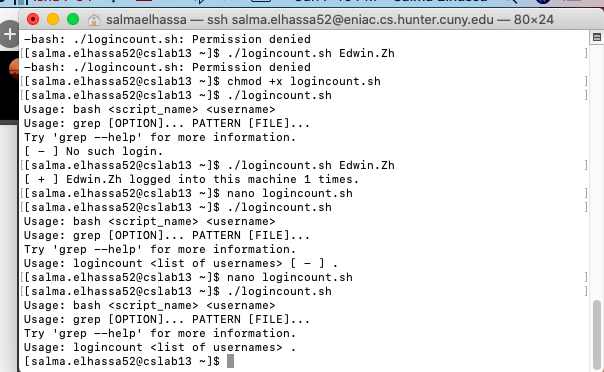 salmaelhassa — ssh salma.elhassa52@eniac.cs.hunter.cuny.edu — 80×24
-bash: ./logincount.sh: Permission denied
[[salma.elhassa52@cslab13 ~]$ ./logincount.sh Edwin.Zh ]
-bash: ./logincount.sh: Permission denied
[[salma.elhassa52@cslab13 ~]$ chmod +x logincount.sh ]
[[salma.elhassa52@cslab13 ~]$ ./logincount.sh ]
Usage: bash <script_name> <username>
Usage: grep [OPTION]... PATTERN [FILE]...
Try 'grep --help' for more information.
[ - ] No such login.
[[salma.elhassa52@cslab13 ~]$ ./logincount.sh Edwin.Zh ]
[ + ] Edwin.Zh logged into this machine 1 times.
[[salma.elhassa52@cslab13 ~]$ nano logincount.sh ]
[[salma.elhassa52@cslab13 ~]$ ./logincount.sh ]
Usage: bash <script_name> <username>
Usage: grep [OPTION]... PATTERN [FILE]...
Try 'grep --help' for more information.
Usage: logincount <list of usernames> [ - ] .
[[salma.elhassa52@cslab13 ~]$ nano logincount.sh ]
[[salma.elhassa52@cslab13 ~]$ ./logincount.sh ]
Usage: bash <script_name> <username>
Usage: grep [OPTION]... PATTERN [FILE]...
Try 'grep --help' for more information.
Usage: logincount <list of usernames> .
[salma.elhassa52@cslab13 ~]$